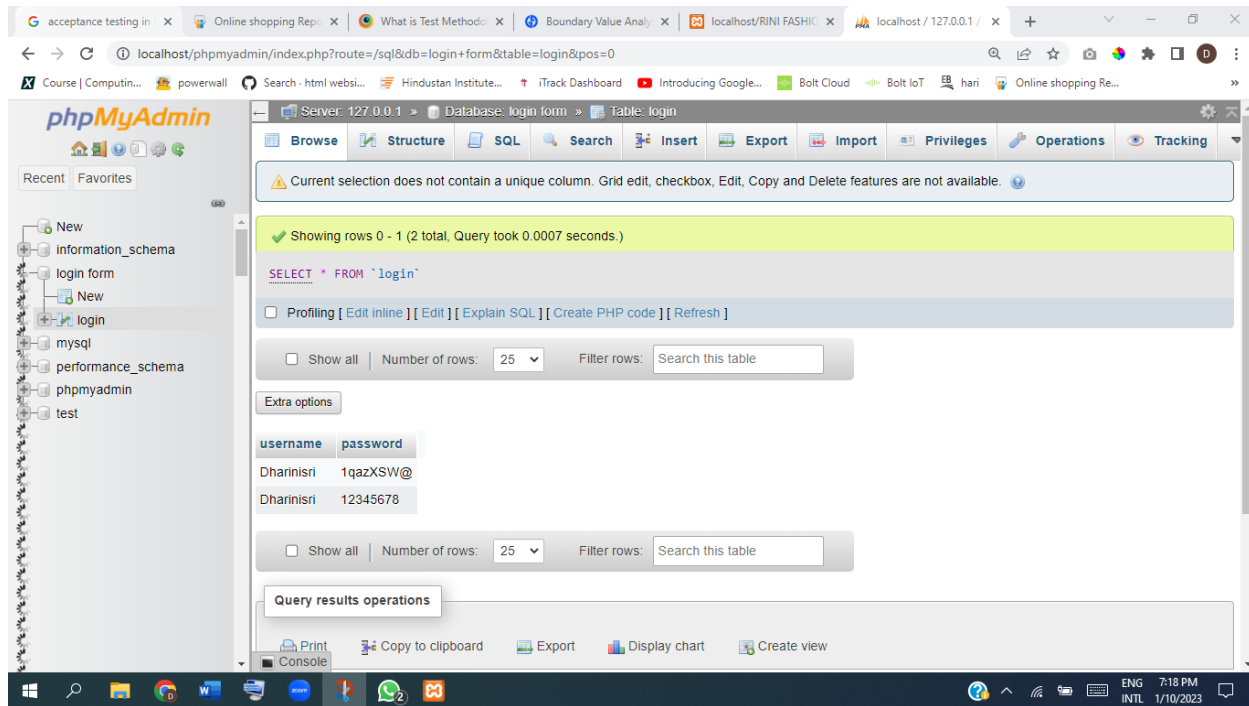 acceptance testing in s
Online shopping Repo
What is Test Methodo
Boundary Value Analy
localhost/RINI FASHIO
localhost / 127.0.0.1 /
localhost/phpmyadmin/index.php?route=/sql&db=login+form&table=login&pos=0
D
Course | Computin...
powerwall
Search - html websi...
Hindustan Institute...
iTrack Dashboard
Introducing Google...
Bolt Cloud
Bolt IoT
EB hari
Online shopping Re...
»
phpMyAdmin
Recent Favorites
New
information_schema
login form
New
login
mysql
performance_schema
phpmyadmin
test
Server: 127.0.0.1 » Database: login form » Table: login
Browse Structure SQL Search Insert Export Import Privileges Operations Tracking
Current selection does not contain a unique column. Grid edit, checkbox, Edit, Copy and Delete features are not available.
Showing rows 0 - 1 (2 total, Query took 0.0007 seconds.)
SELECT * FROM `login`
Profiling [ Edit inline ] [ Edit ] [ Explain SQL ] [ Create PHP code ] [ Refresh ]
Show all | Number of rows: 25 Filter rows: Search this table
Extra options
username password
Dharinisri 1qazXSW@
Dharinisri 12345678
Show all | Number of rows: 25 Filter rows: Search this table
Query results operations
Print Copy to clipboard Export Display chart Create view
Console
zoom
2
ENG 7:18 PM
INTL 1/10/2023